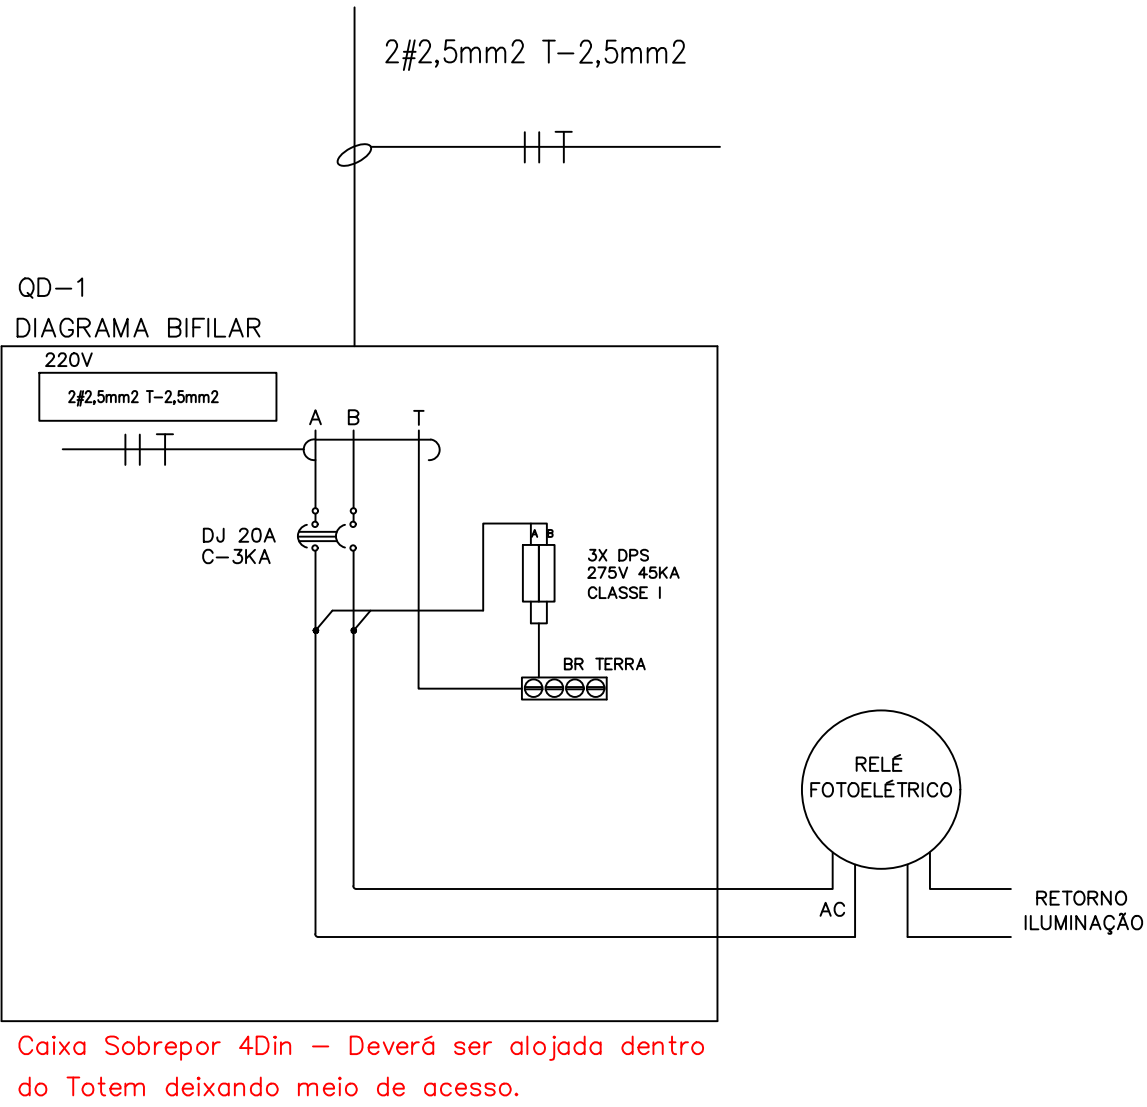 2#2,5mm2 T-2,5mm2
T
QD-1
DIAGRAMA BIFILAR
220V
2#2,5mm2 T-2,5mm2
A B T
T
DJ 20A
C-3KA
A B
3X DPS
275V 45KA
CLASSE I
BR TERRA
RELÉ
FOTOELÉTRICO
AC
RETORNO
ILUMINAÇÃO
Caixa Sobrepor 4Din - Deverá ser alojada dentro
do Totem deixando meio de acesso.